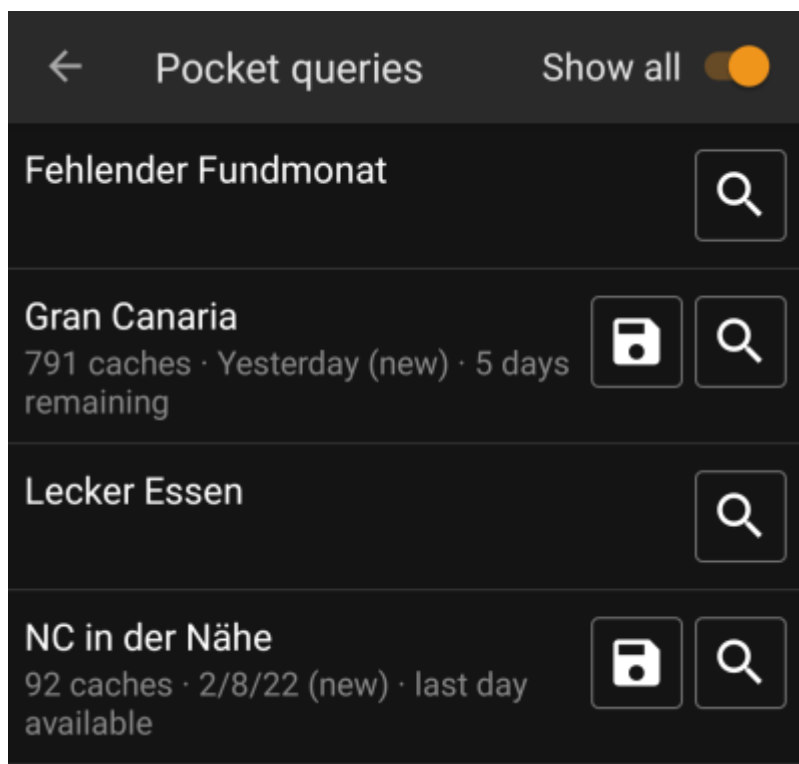 Pocket queries Show all
Fehlender Fundmonat
Gran Canaria
791 caches · Yesterday (new) · 5 days
remaining
Lecker Essen
NC in der Nähe
92 caches · 2/8/22 (new) · last day
available